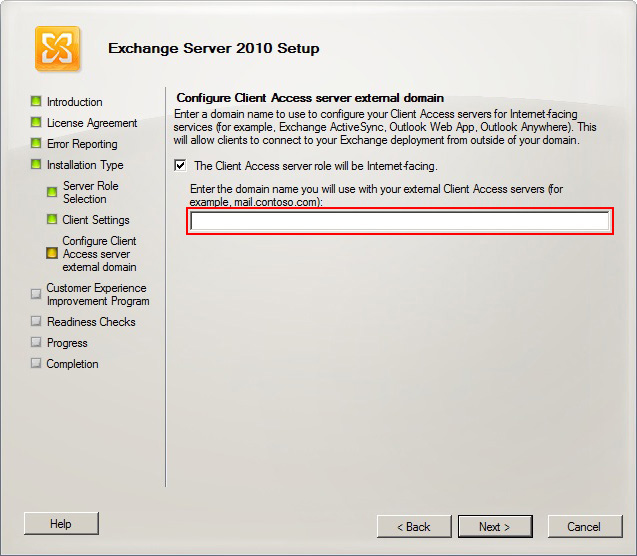 Exchange Server 2010 Setup
Introduction
License Agreement
Error Reporting
Installation Type
Server Role
Selection
Client Settings
Configure Client
Access server
external domain
Customer Experience
Improvement Program
Readiness Checks
Progress
Completion
Configure Client Access server external domain
Enter a domain name to use to configure your Client Access servers for Internet-facing
services (for example, Exchange ActiveSync, Outlook Web App, Outlook Anywhere). This
will allow clients to connect to your Exchange deployment from outside of your domain.
The Client Access server role will be Internet-facing.
Enter the domain name you will use with your external Client Access servers (for
example, mail.contoso.com):
Help
< Back
Next >
Cancel